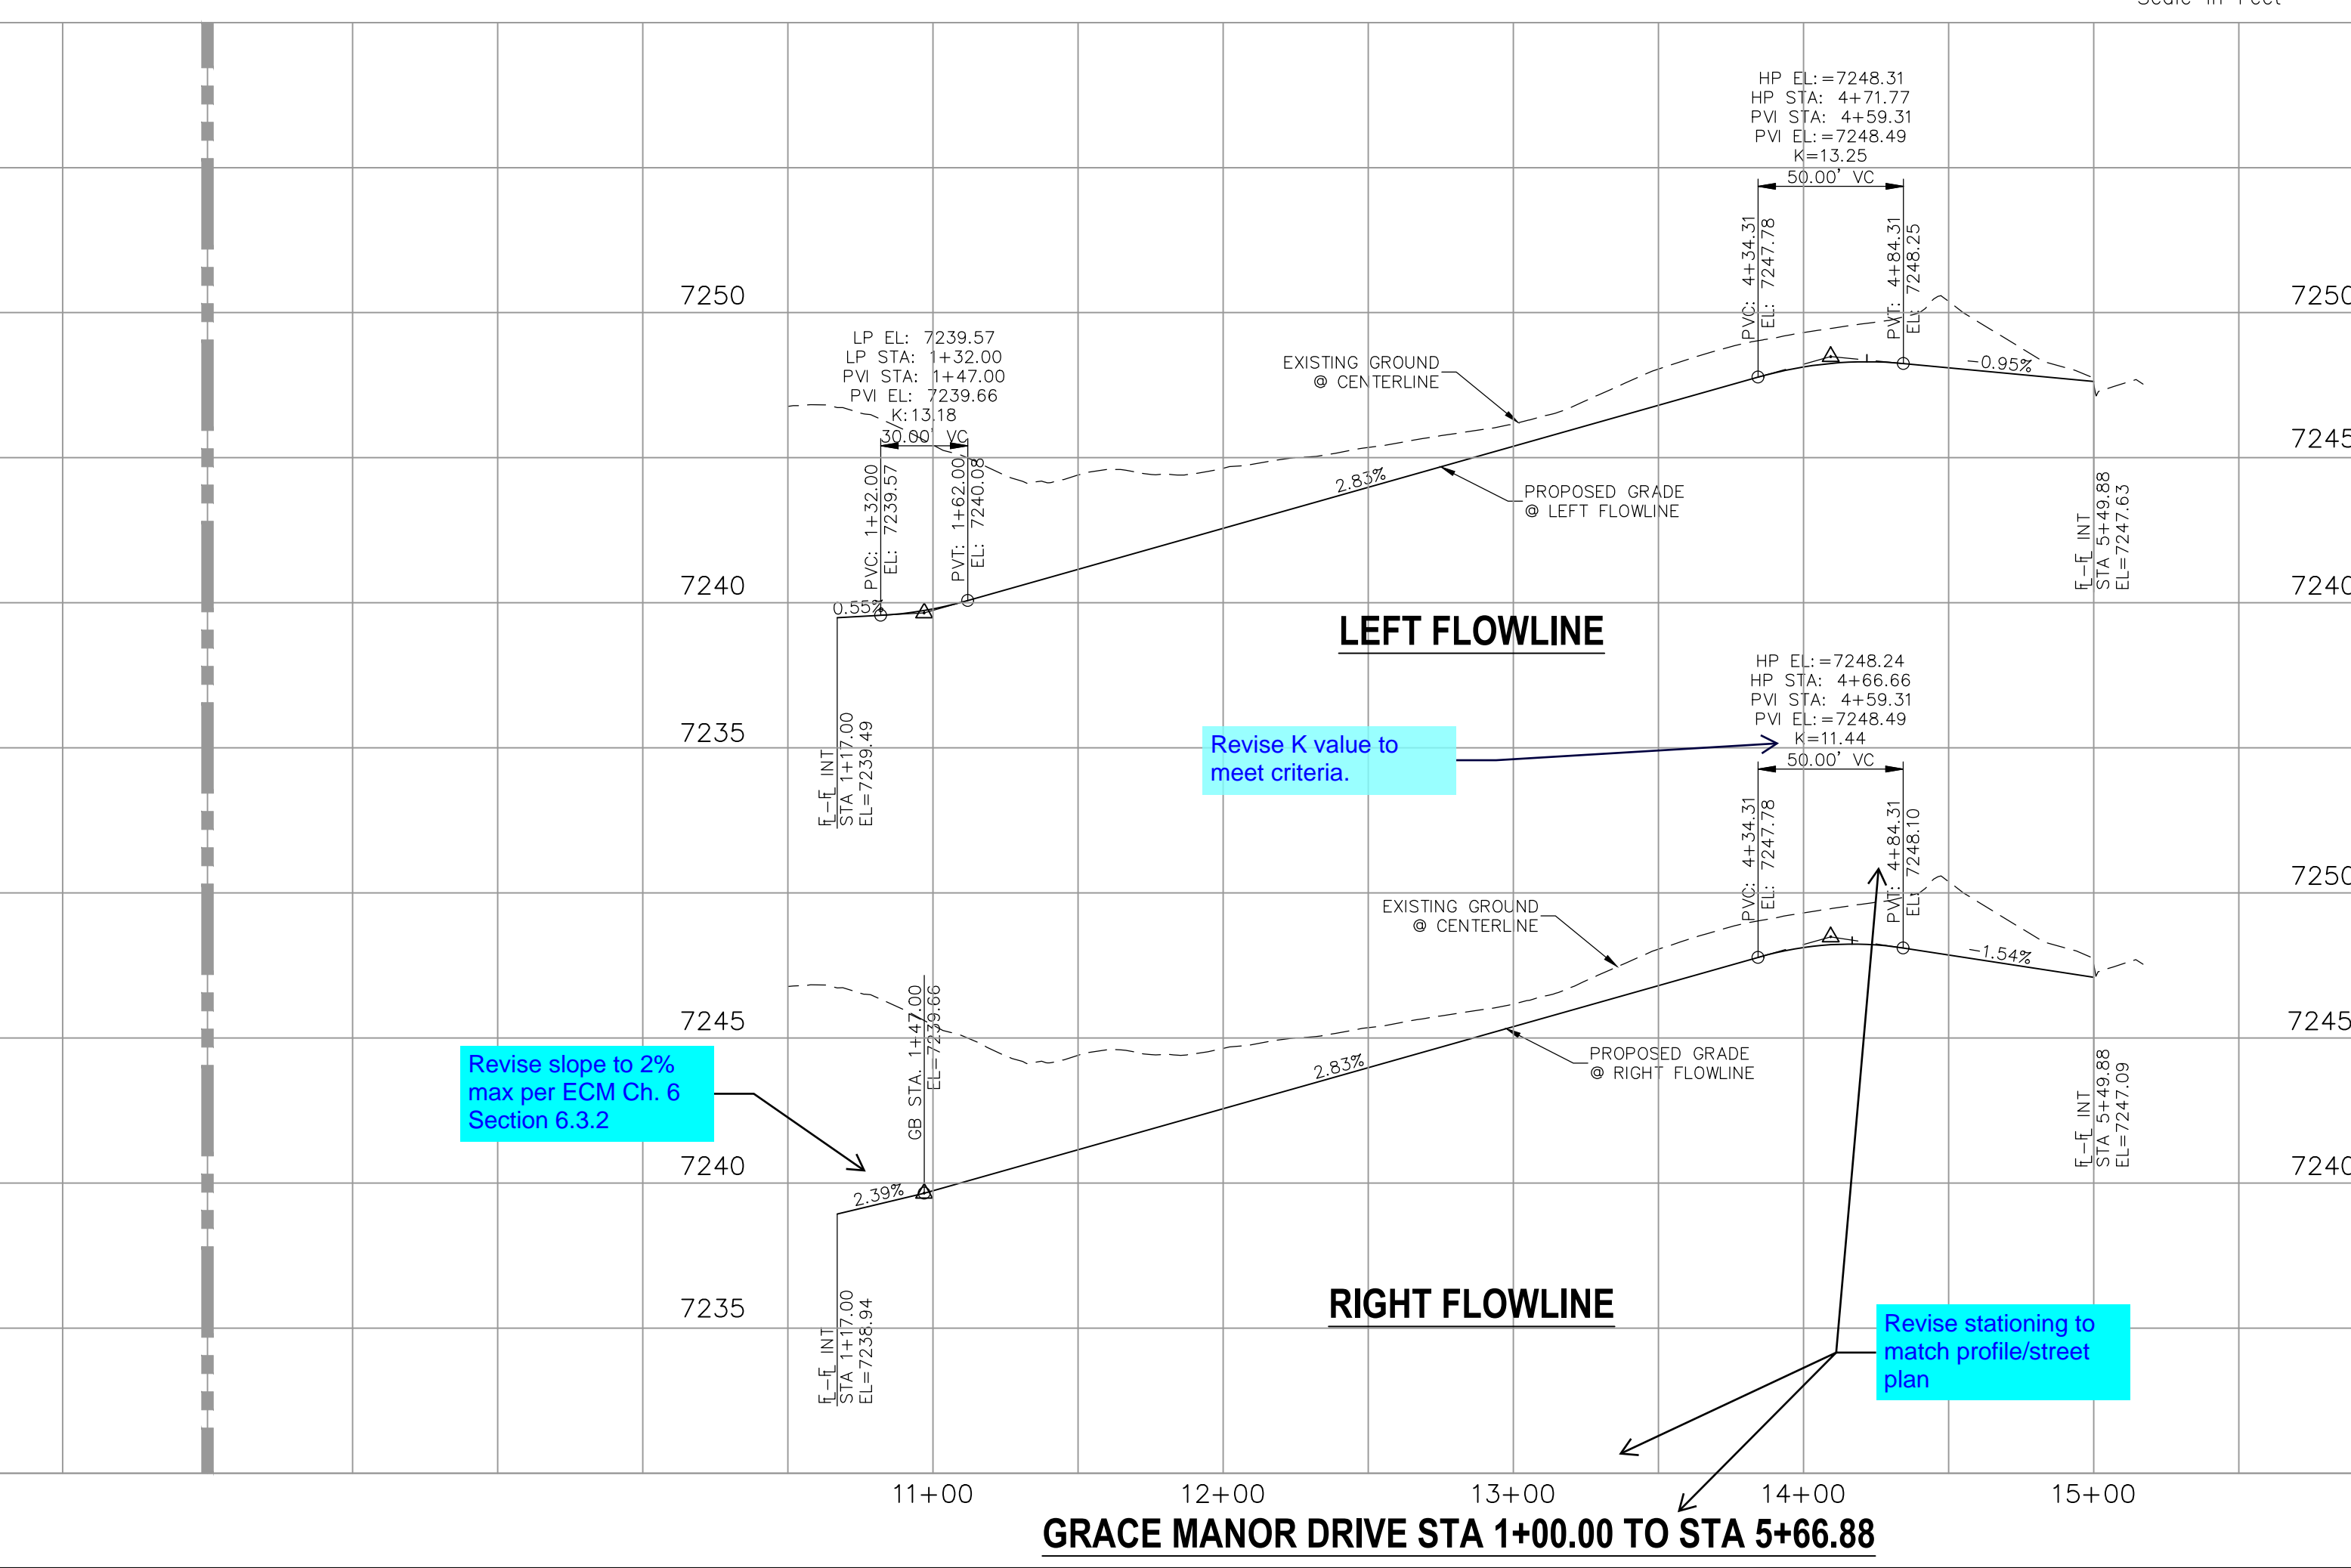 HP EL:=7248.31
HP STA: 4+71.77
PVI STA: 4+59.31
PVI EL:=7248.49
K=13.25
50.00' VC
PVC: 4+34.31
EL: 7247.78
PVT: 4+84.31
EL: 7248.25
7250
7250
LP EL: 7239.57
LP STA: 1+32.00
PVI STA: 1+47.00
PVI EL: 7239.66
K:13.18
30.00' VC
PVC: 1+32.00
EL: 7239.57
PVT: 1+62.00
EL: 7240.08
EXISTING GROUND
@ CENTERLINE
-0.95%
7245
2.83%
PROPOSED GRADE
@ LEFT FLOWLINE
FL-FL INT
STA 5+49.88
EL=7247.63
7240
7240
0.55%
LEFT FLOWLINE
FL-FL INT
STA 1+17.00
EL=7239.49
7235
HP EL:=7248.24
HP STA: 4+66.66
PVI STA: 4+59.31
PVI EL:=7248.49
K=11.44
50.00' VC
Revise K value to
meet criteria.
PVC: 4+34.31
EL: 7247.78
PVT: 4+84.31
EL: 7248.10
7250
EXISTING GROUND
@ CENTERLINE
-1.54%
GB STA. 1+47.00
EL=7239.66
7245
7245
Revise slope to 2%
max per ECM Ch. 6
Section 6.3.2
2.83%
PROPOSED GRADE
@ RIGHT FLOWLINE
FL-FL INT
STA 5+49.88
EL=7247.09
7240
7240
2.39%
FL-FL INT
STA 1+17.00
EL=7238.94
7235
RIGHT FLOWLINE
Revise stationing to
match profile/street
plan
11+00
12+00
13+00
14+00
15+00
GRACE MANOR DRIVE STA 1+00.00 TO STA 5+66.88